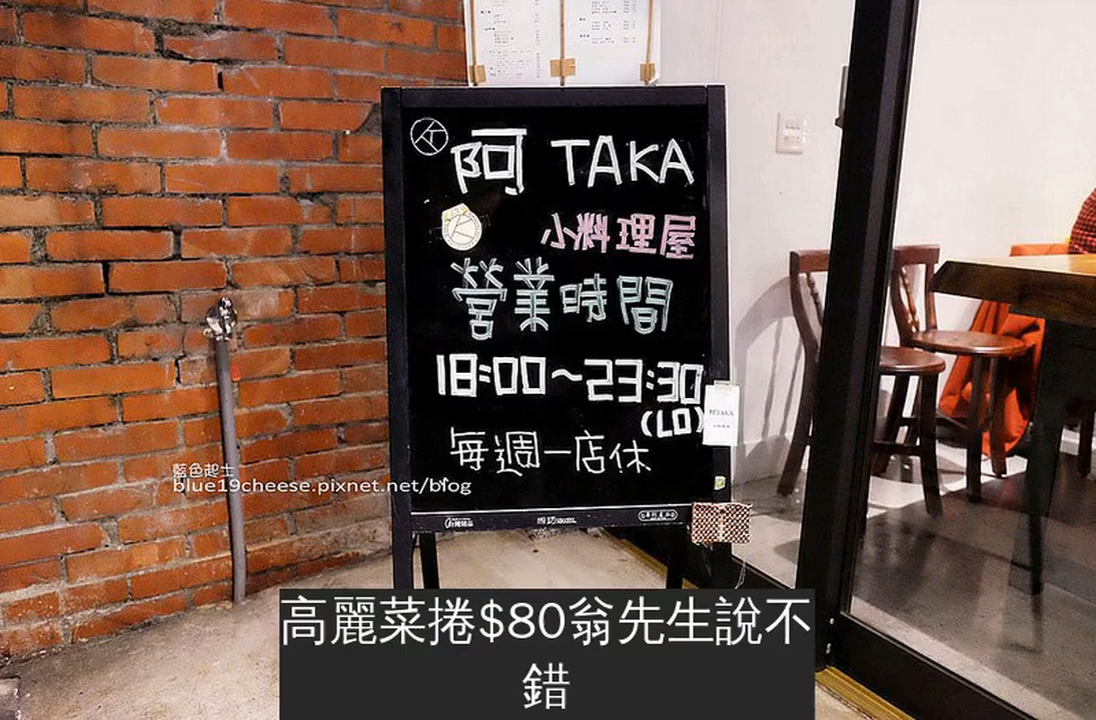 阿 TAKA
小料理屋
營業時間
18:00~23:30
(LO)
每週一店休
藍色起士
blue19cheese.pixnet.net/blog
高麗菜捲$80翁先生說不
錯